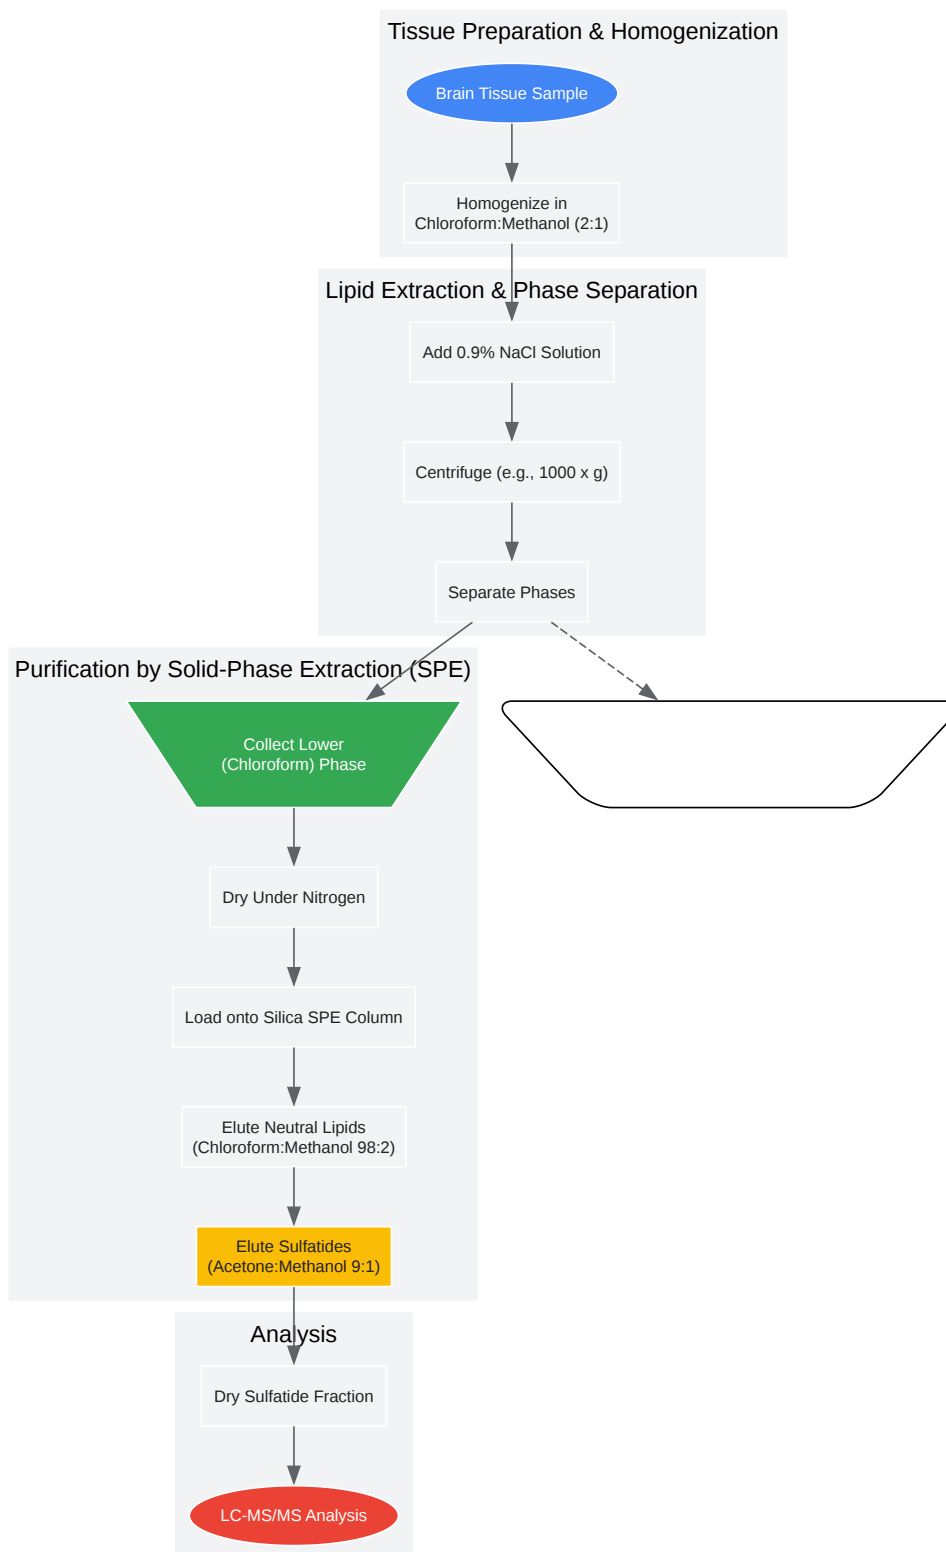 Tissue Preparation & Homogenization
Brain Tissue Sample
Homogenize in
Chloroform:Methanol (2:1)
Lipid Extraction & Phase Separation
Add 0.9% NaCl Solution
Centrifuge (e.g., 1000 x g)
Separate Phases
Purification by Solid-Phase Extraction (SPE)
Collect Lower
(Chloroform) Phase
Dry Under Nitrogen
Load onto Silica SPE Column
Elute Neutral Lipids
(Chloroform:Methanol 98:2)
Elute Sulfatides
(Acetone:Methanol 9:1)
Analysis
Dry Sulfatide Fraction
LC-MS/MS Analysis